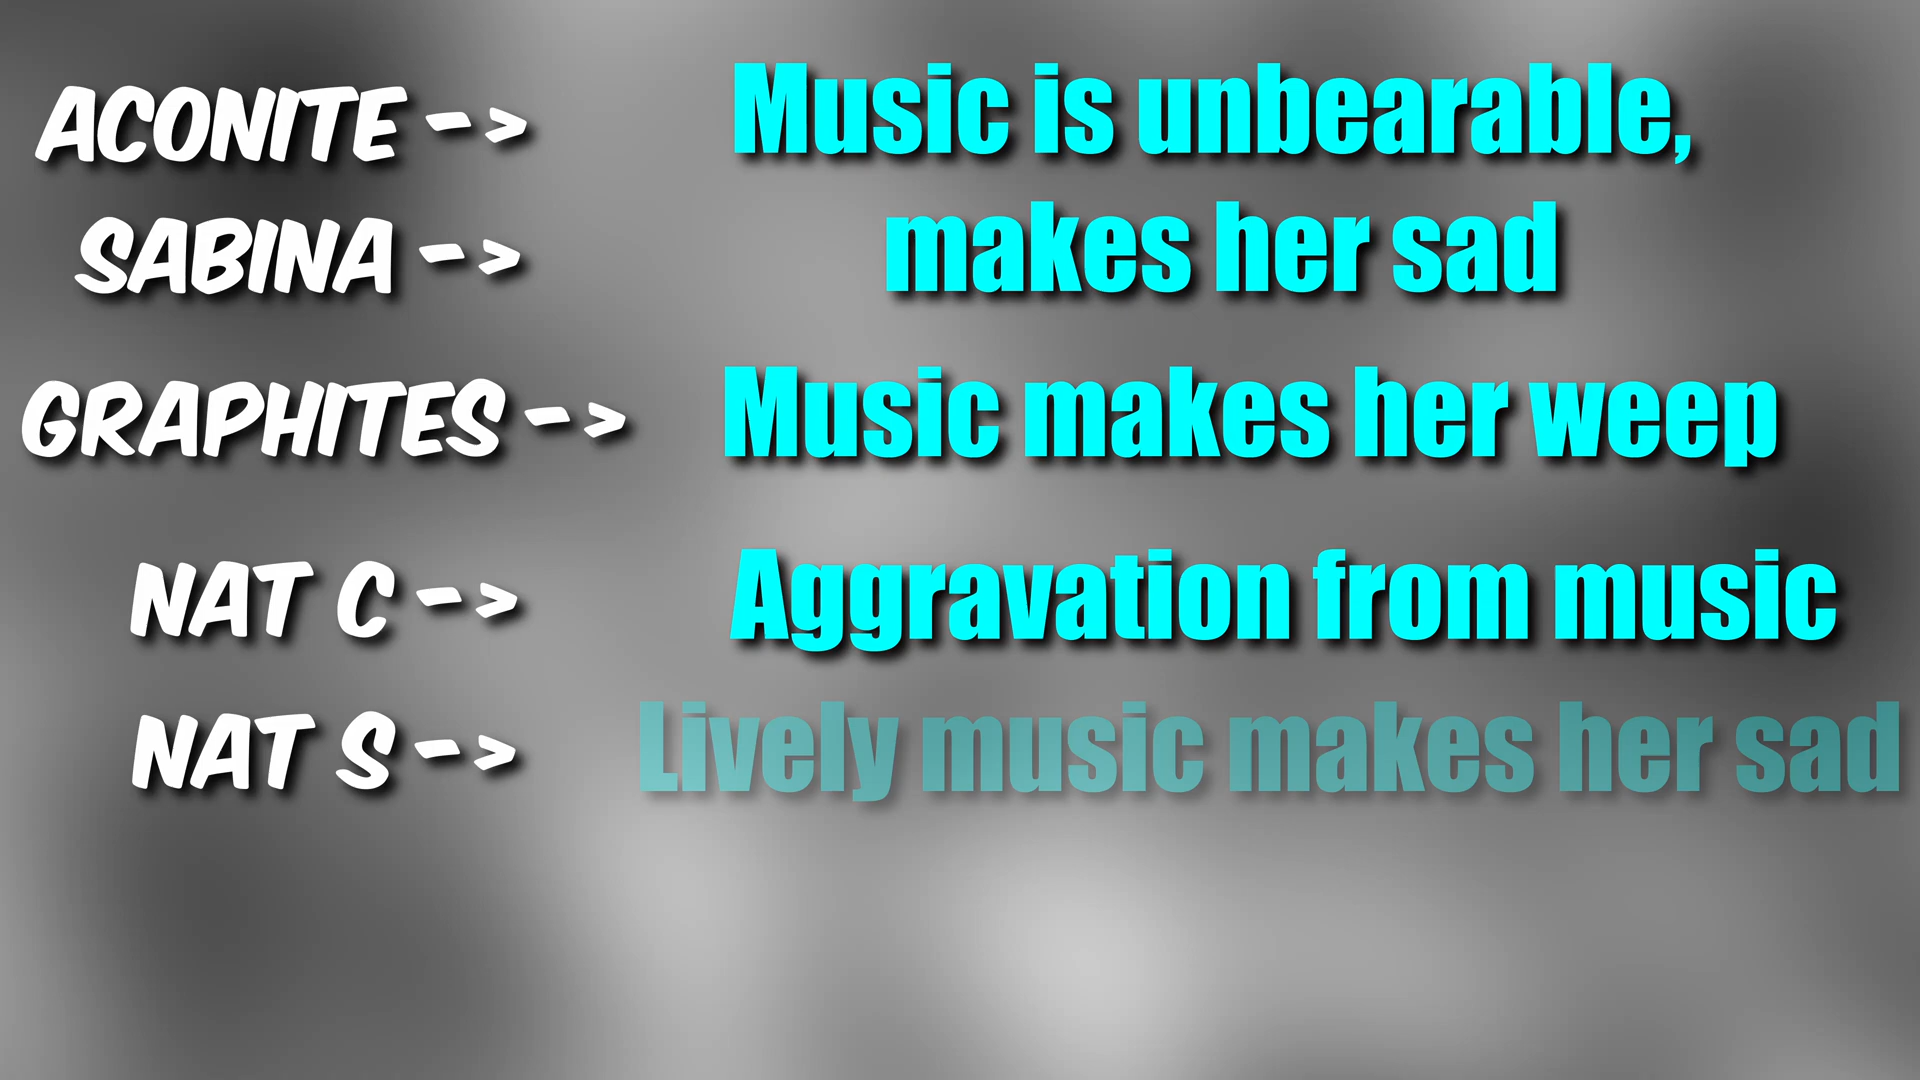 ACONITE -> Music is unbearable,
SABINA -> makes her sad
GRAPHITES -> Music makes her weep
NAT C -> Aggravation from music
NAT S -> Lively music makes her sad